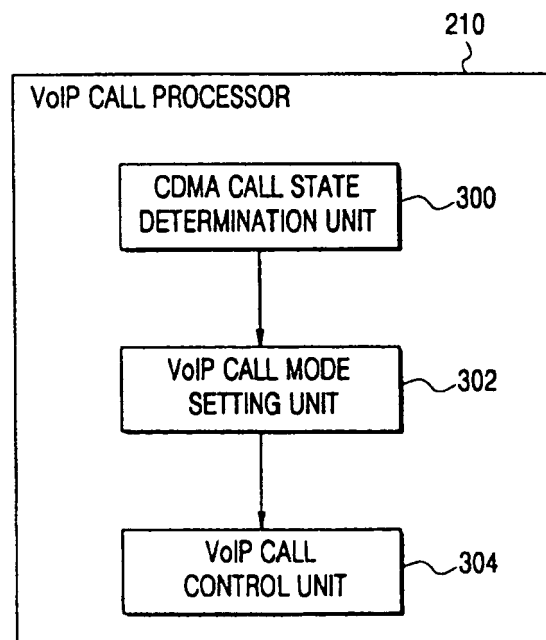 210
VoIP CALL PROCESSOR
CDMA CALL STATE
DETERMINATION UNIT
300
VoIP CALL MODE
SETTING UNIT
302
VoIP CALL
CONTROL UNIT
304